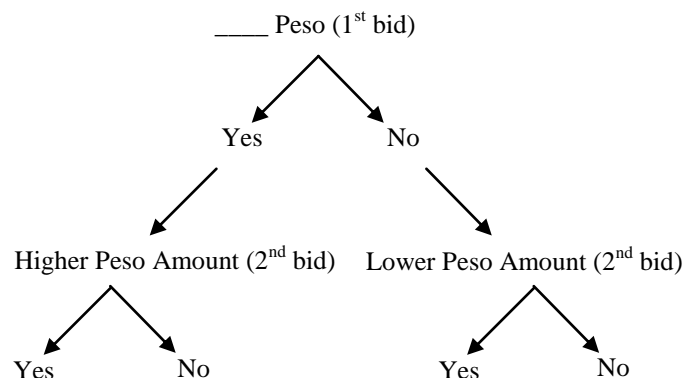 ____ Peso (1st bid)
Yes No
Higher Peso Amount (2nd bid) Lower Peso Amount (2nd bid)
Yes No Yes No